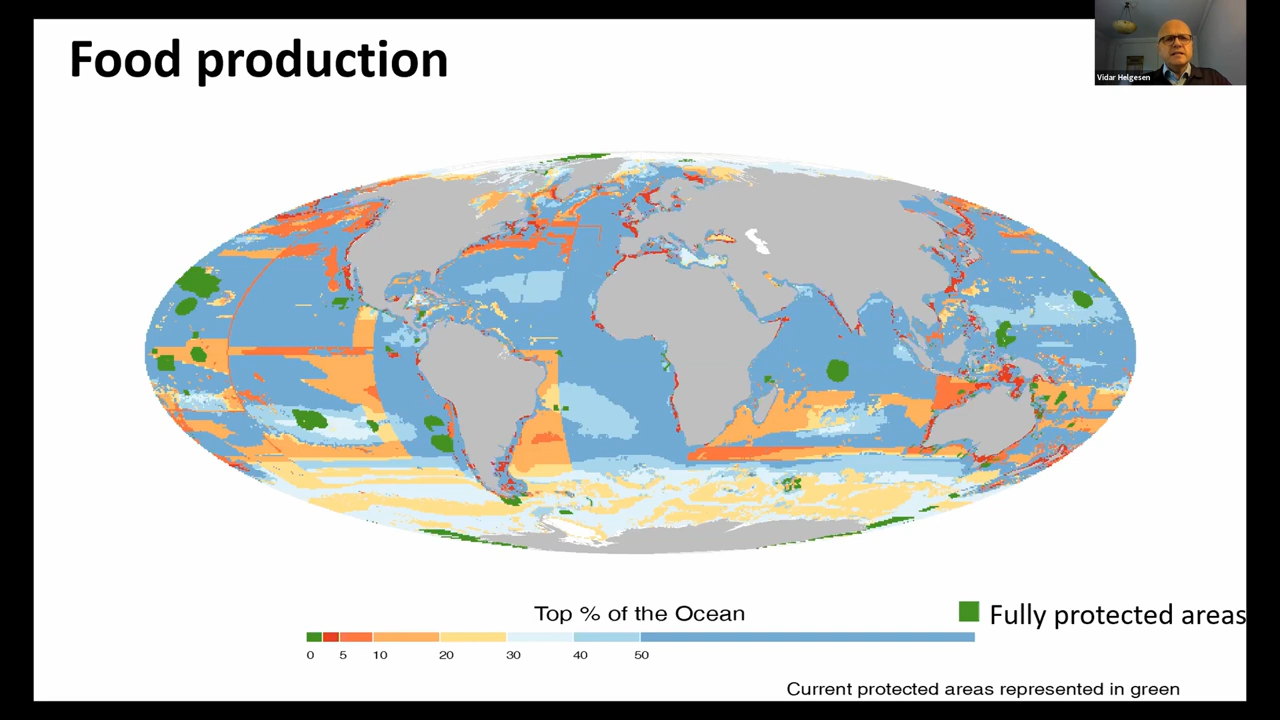 Food production
Vidar Helgesen
Top % of the Ocean
0 5 10 20 30 40 50
Fully protected areas
Current protected areas represented in green